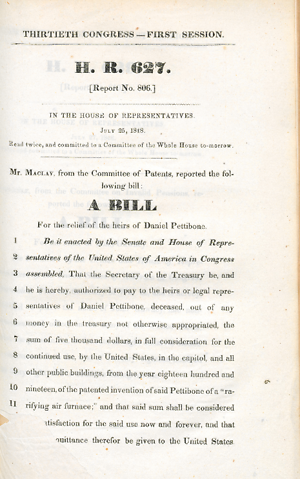 THIRTIETH CONGRESS—FIRST SESSION.
H. R. 627.
[Report No. 806.]
IN THE HOUSE OF REPRESENTATIVES.
July 25, 1848.
Read twice, and committed to a Committee of the Whole House to-morrow.
Mr. Maclay, from the Committee of Patents, reported the fol-
lowing bill:
A BILL
For the relief of the heirs of Daniel Pettibone.
1 Be it enacted by the Senate and House of Repre-
2 sentatives of the United States of America in Congress
3 assembled, That the Secretary of the Treasury be, and
4 he is hereby, authorized to pay to the heirs or legal repre-
5 sentatives of Daniel Pettibone, deceased, out of any
6 money in the treasury not otherwise appropriated, the
7 sum of five thousand dollars, in full consideration for the
8 continued use, by the United States, in the capitol, and all
9 other public buildings, from the year eighteen hundred and
10 nineteen, of the patented invention of said Pettibone of a "ra-
11 rifying air furnace;" and that said sum shall be considered
tisfaction for the said use now and forever, and that
quittance therefor be given to the United States